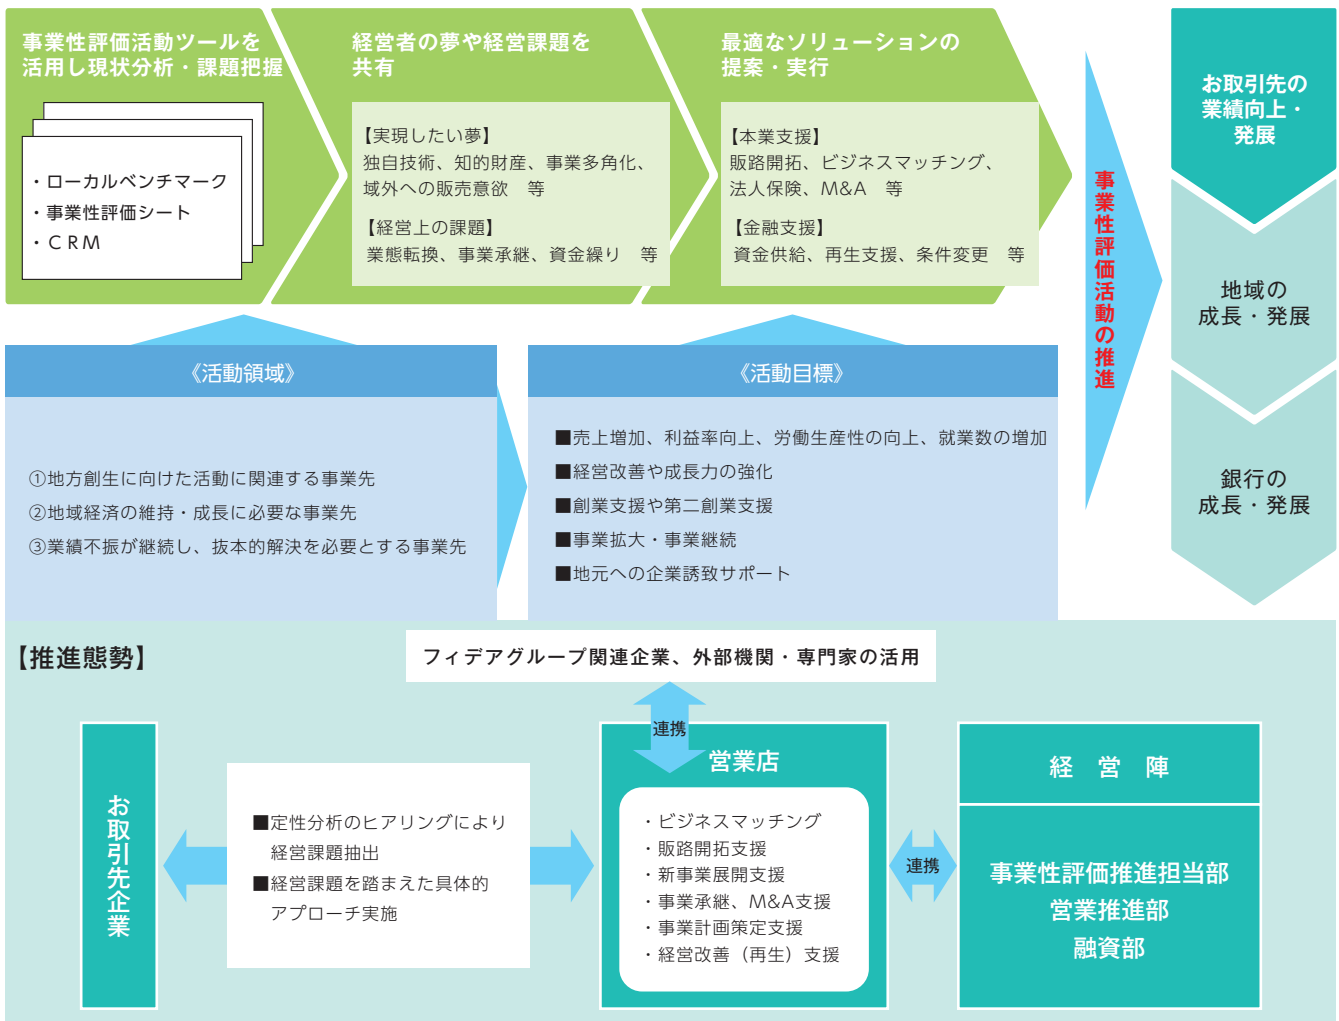 事業性評価活動ツールを
活用し現状分析・課題把握
・ローカルベンチマーク
・事業性評価シート
・ＣＲＭ
経営者の夢や経営課題を
共有
【実現したい夢】
独自技術、知的財産、事業多角化、
域外への販売意欲　等
【経営上の課題】
業態転換、事業承継、資金繰り　等
最適なソリューションの
提案・実行
【本業支援】
販路開拓、ビジネスマッチング、
法人保険、M&A　等
【金融支援】
資金供給、再生支援、条件変更　等
事業性評価活動の推進
お取引先の
業績向上・
発展
地域の
成長・発展
銀行の
成長・発展
《活動領域》
①地方創生に向けた活動に関連する事業先
②地域経済の維持・成長に必要な事業先
③業績不振が継続し、抜本的解決を必要とする事業先
《活動目標》
■売上増加、利益率向上、労働生産性の向上、就業数の増加
■経営改善や成長力の強化
■創業支援や第二創業支援
■事業拡大・事業継続
■地元への企業誘致サポート
【推進態勢】
フィデアグループ関連企業、外部機関・専門家の活用
連携
お取引先企業
■定性分析のヒアリングにより
経営課題抽出
■経営課題を踏まえた具体的
アプローチ実施
営業店
・ビジネスマッチング
・販路開拓支援
・新事業展開支援
・事業承継、M&A支援
・事業計画策定支援
・経営改善（再生）支援
連携
経　営　陣
事業性評価推進担当部
営業推進部
融資部